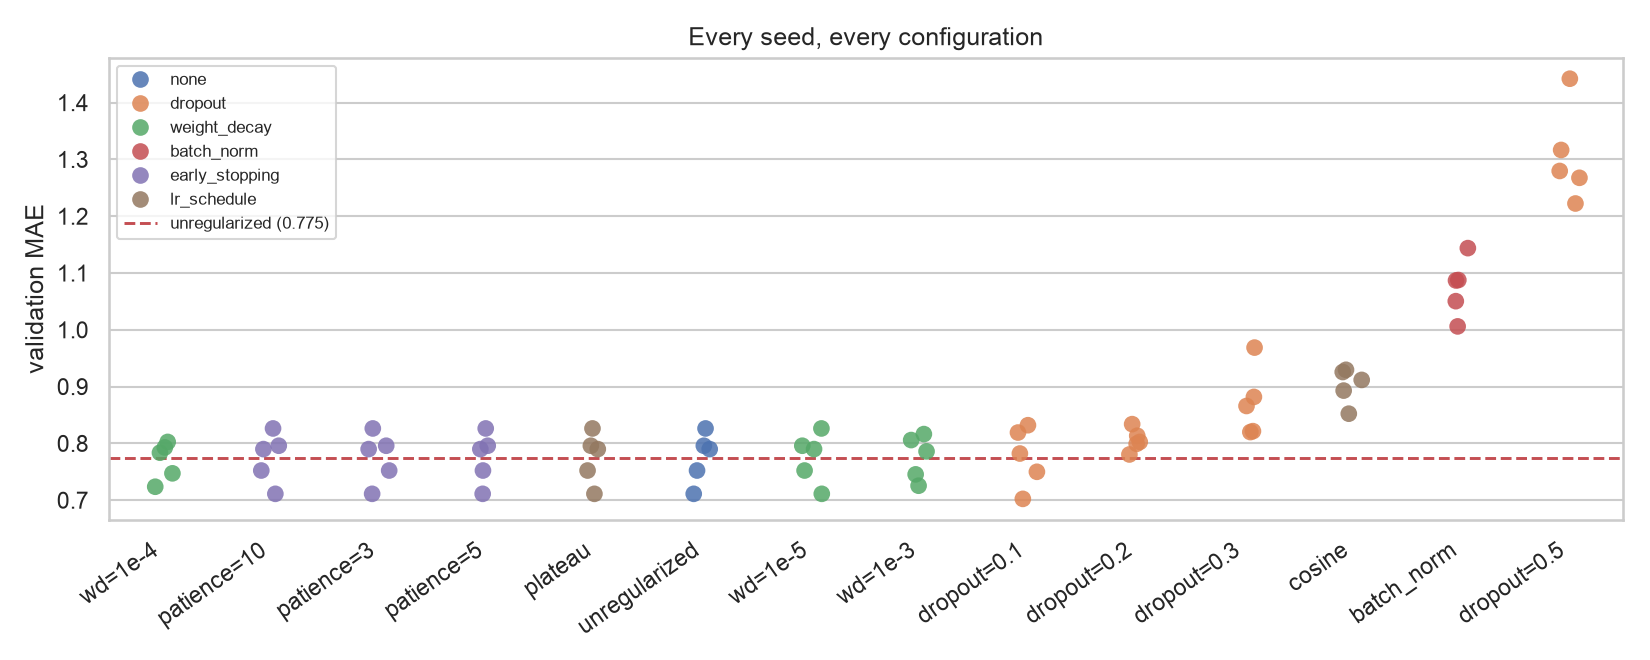 Every seed, every configuration
none
dropout
weight_decay
batch_norm
early_stopping
lr_schedule
unregularized (0.775)
validation MAE
1.4
1.3
1.2
1.1
1.0
0.9
0.8
0.7
wd=1e-4
patience=10
patience=3
patience=5
plateau
unregularized
wd=1e-5
wd=1e-3
dropout=0.1
dropout=0.2
dropout=0.3
cosine
batch_norm
dropout=0.5